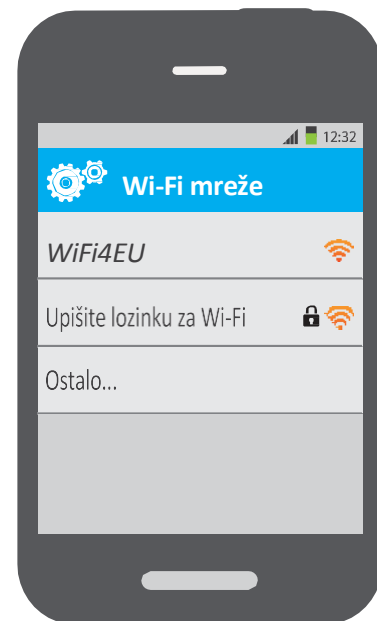 12:32
Wi-Fi mreže
WiFi4EU
Upišite lozinku za Wi-Fi
Ostalo...